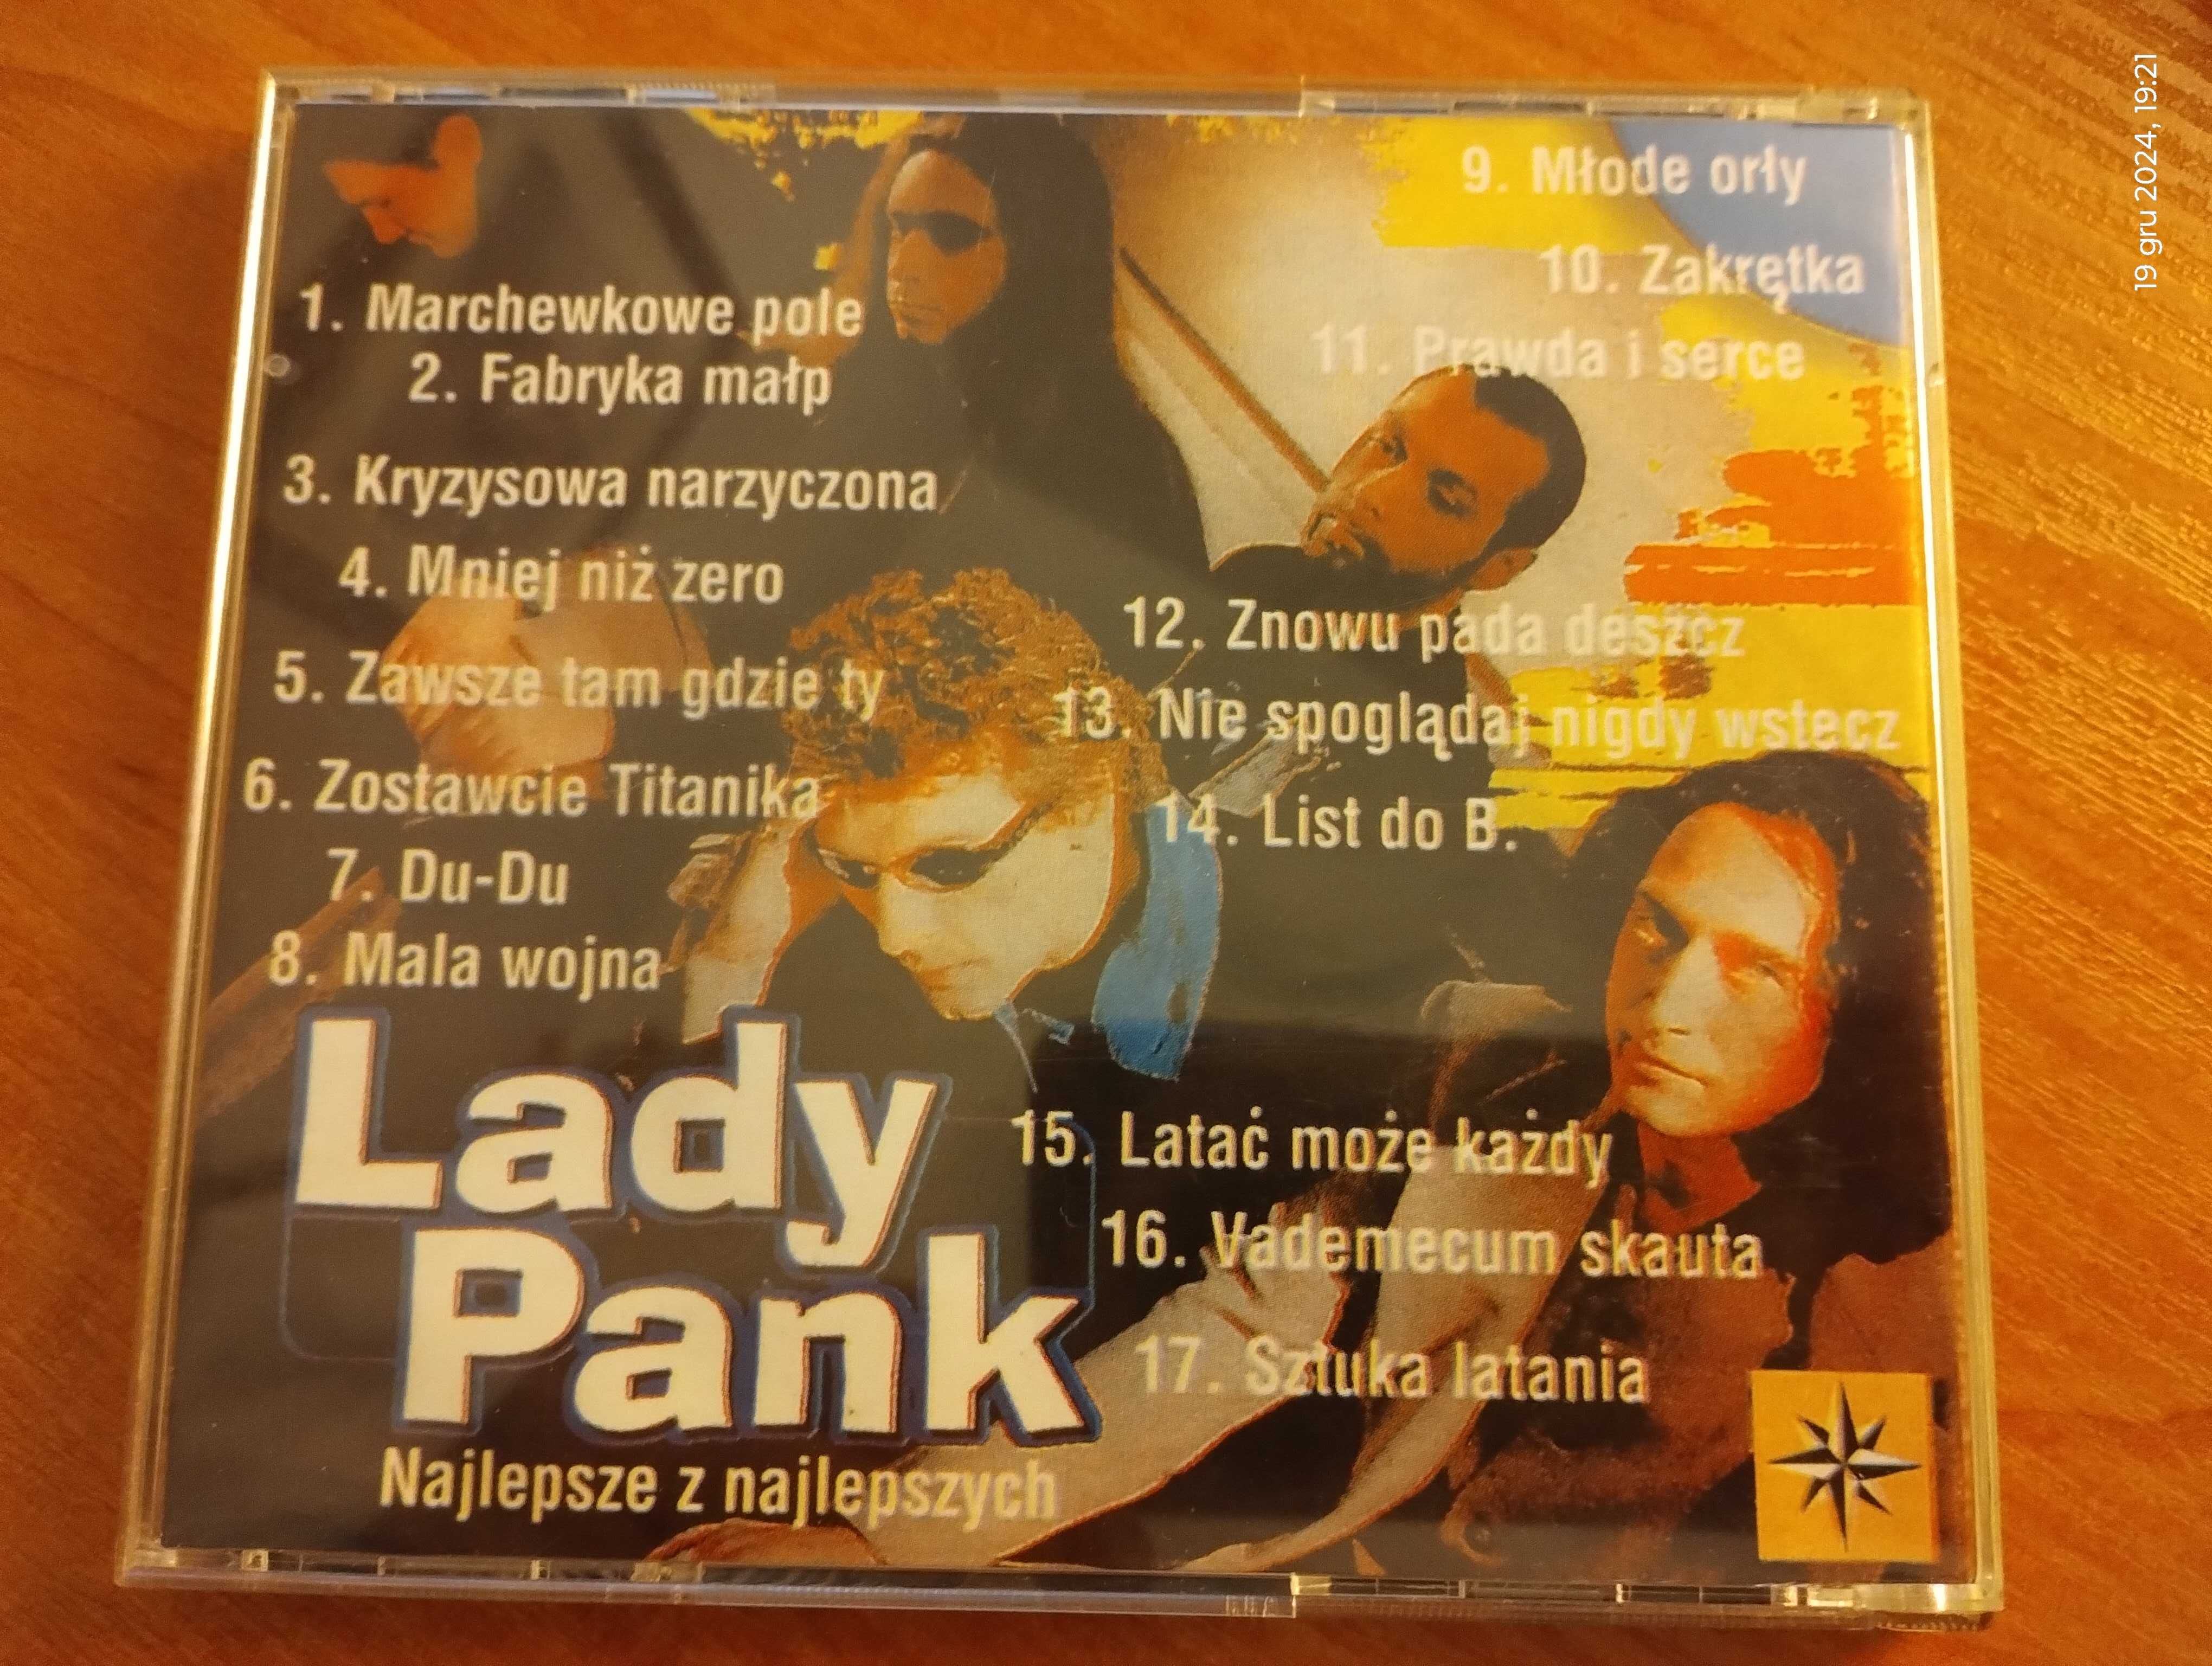 1. Marchewkowe pole
2. Fabryka małp
3. Kryzysowa narzyczona
4. Mniej niż zero
5. Zawsze tam gdzie ty
6. Zostawcie Titanika
7. Du-Du
8. Mala wojna
9. Młode orły
10. Zakrętka
11. Prawda i serce
12. Znowu pada deszcz
13. Nie spoglądaj nigdy wstecz
14. List do B.
15. Latać może każdy
16. Vademecum skauta
17. Sztuka latania
Lady
Pank
Najlepsze z najlepszych
19 gru 2024, 19:21